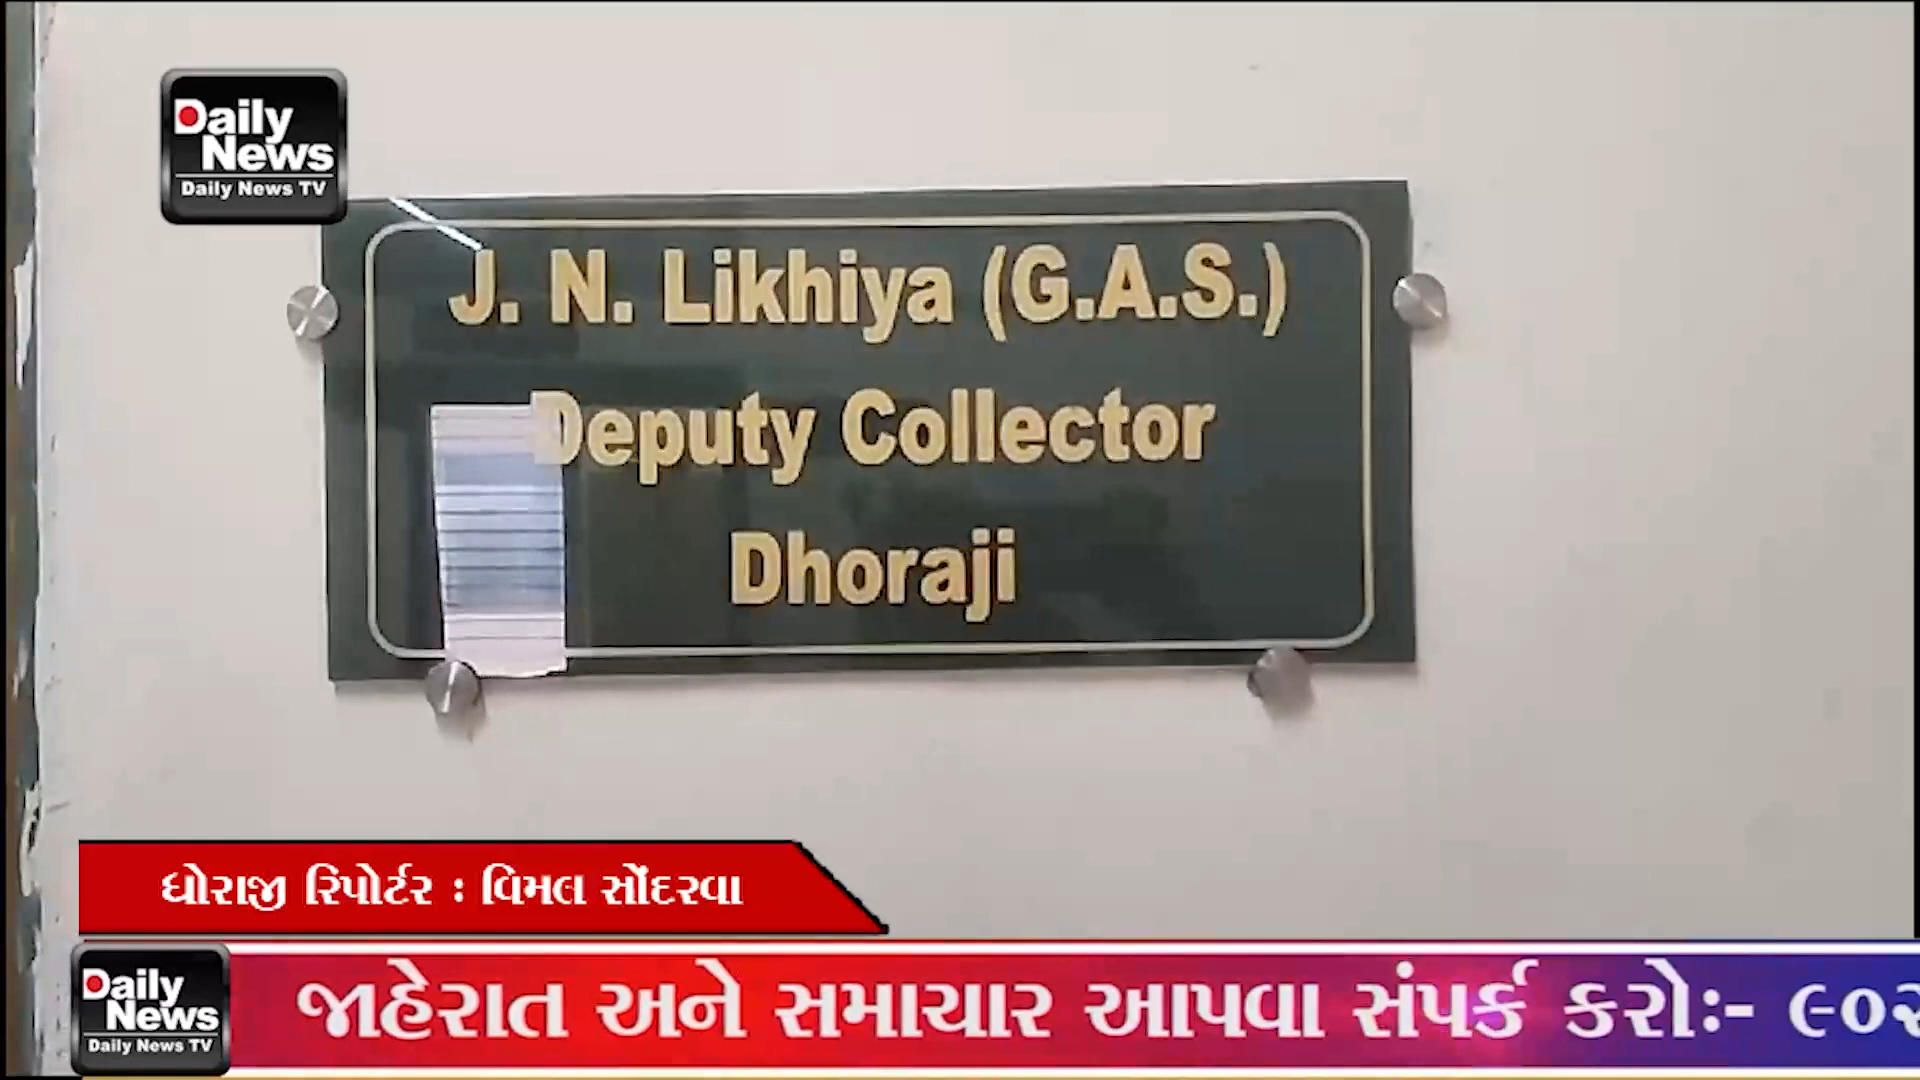 Daily
News
Daily News TV
J. N. Likhiya (G.A.S.)
Deputy Collector
Dhoraji
ધોરાજી રિપોર્ટર : વિમલ સોંદરવા
Daily
News
Daily News TV
જાહેરાત અને સમાચાર આપવા સંપર્ક કરોઃ- ૯૦૨